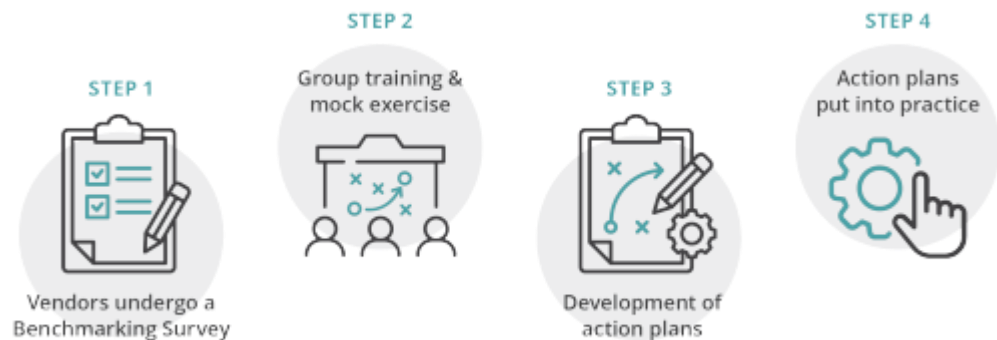 STEP 1
Vendors undergo a
Benchmarking Survey
STEP 2
Group training &
mock exercise
STEP 3
Development of
action plans
STEP 4
Action plans
put into practice